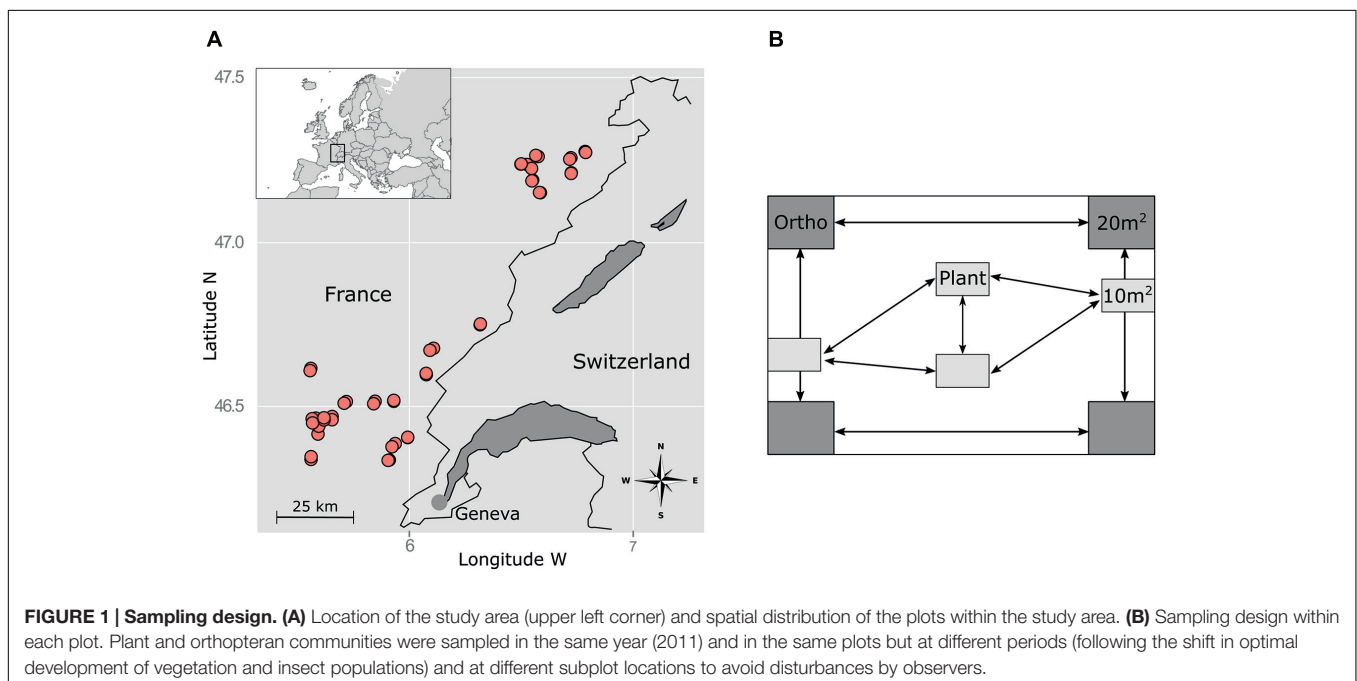 A
B
47.5
47.0
46.5
Latitude N
France
Switzerland
Geneva
25 km
N
W
E
S
6
7
Longitude W
Ortho
20m²
Plant
10m²
FIGURE 1 | Sampling design. (A) Location of the study area (upper left corner) and spatial distribution of the plots within the study area. (B) Sampling design within
each plot. Plant and orthopteran communities were sampled in the same year (2011) and in the same plots but at different periods (following the shift in optimal
development of vegetation and insect populations) and at different subplot locations to avoid disturbances by observers.